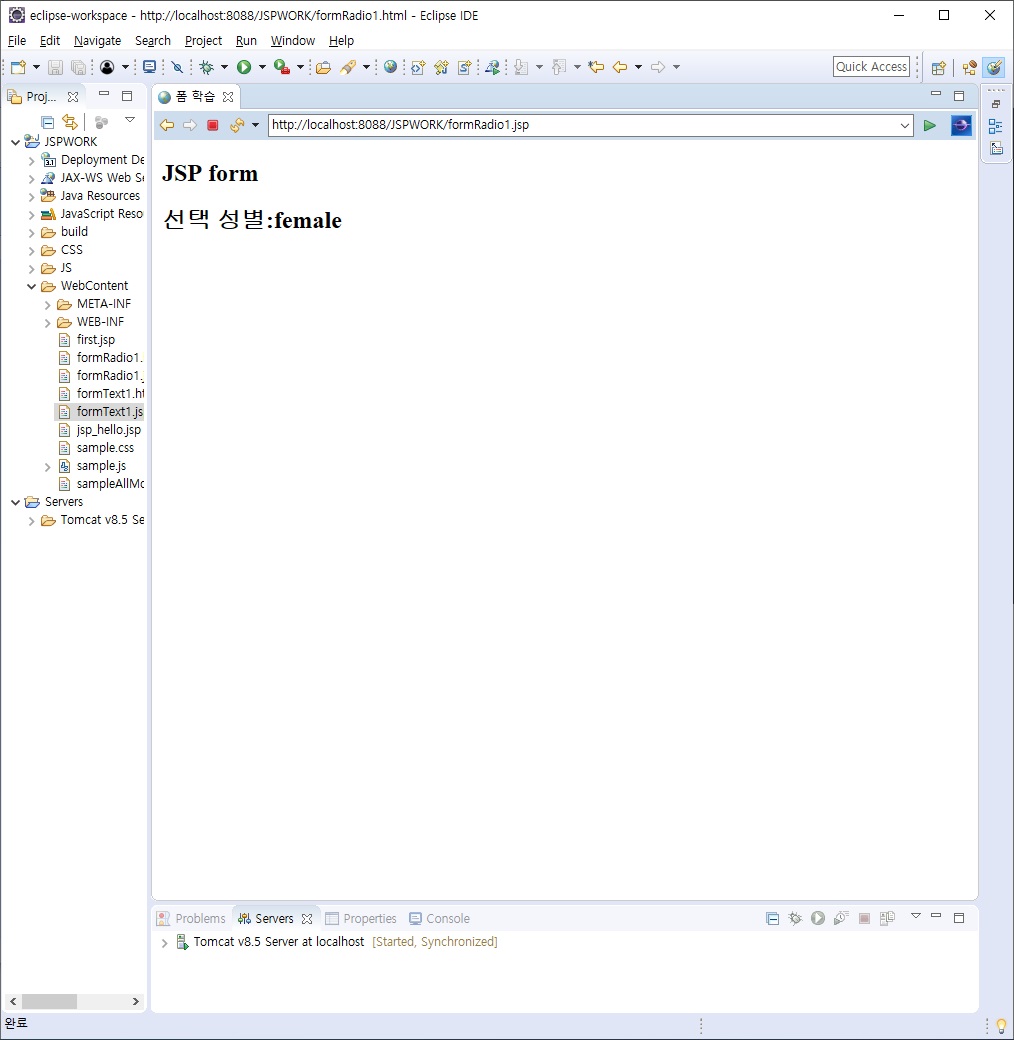 eclipse-workspace - http://localhost:8088/JSPWORK/formRadio1.html - Eclipse IDE
File Edit Navigate Search Project Run Window Help
Quick Access
Proj...
폼 학습
http://localhost:8088/JSPWORK/formRadio1.jsp
JSPWORK
Deployment De
JAX-WS Web Se
Java Resources
JavaScript Reso
build
CSS
JS
WebContent
META-INF
WEB-INF
first.jsp
formRadio1.
formRadio1.j
formText1.ht
formText1.js
jsp_hello.jsp
sample.css
sample.js
sampleAllMo
Servers
Tomcat v8.5 Se
JSP form
선택 성별:female
Problems Servers Properties Console
Tomcat v8.5 Server at localhost [Started, Synchronized]
완료